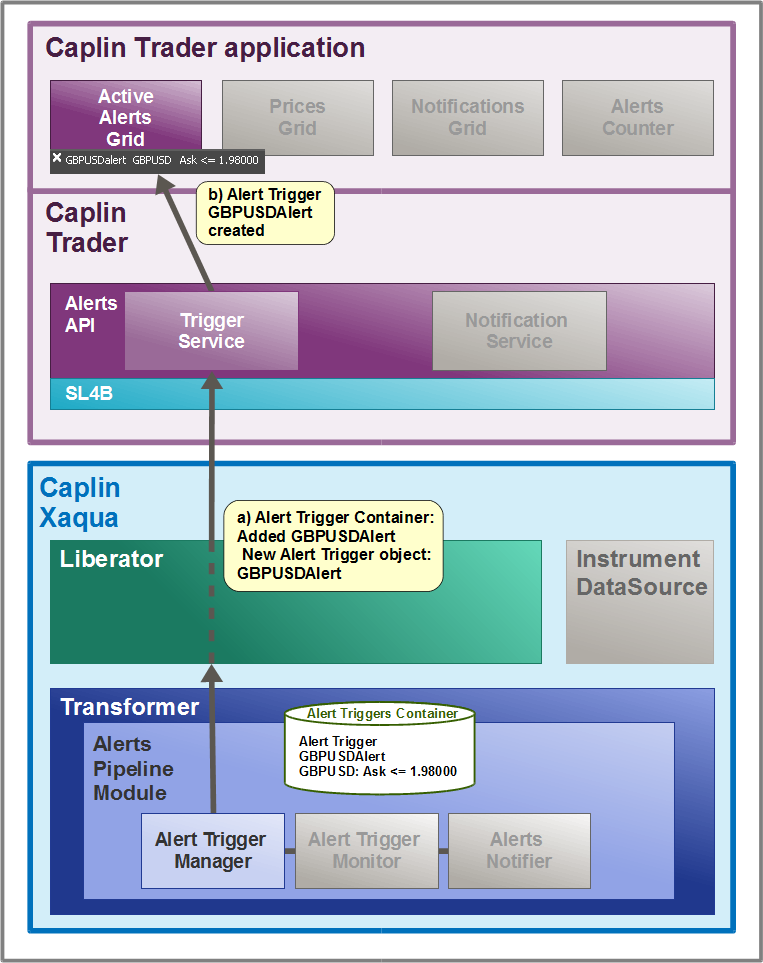 Caplin Trader application
Active
Alerts
Grid
Prices
Grid
Notifications
Grid
Alerts
Counter
GBPUSDalert GBPUSD Ask <= 1.98000
b) Alert Trigger
GBPUSDAlert
created
Caplin
Trader
Alerts
API
Trigger
Service
Notification
Service
SL4B
Caplin
Xaqua
a) Alert Trigger Container:
Added GBPUSDAlert
New Alert Trigger object:
GBPUSDAlert
Liberator
Instrument
DataSource
Transformer
Alert Triggers Container
Alert Trigger
GBPUSDAlert
GBPUSD: Ask <= 1.98000
Alerts
Pipeline
Module
Alert Trigger
Manager
Alert Trigger
Monitor
Alerts
Notifier